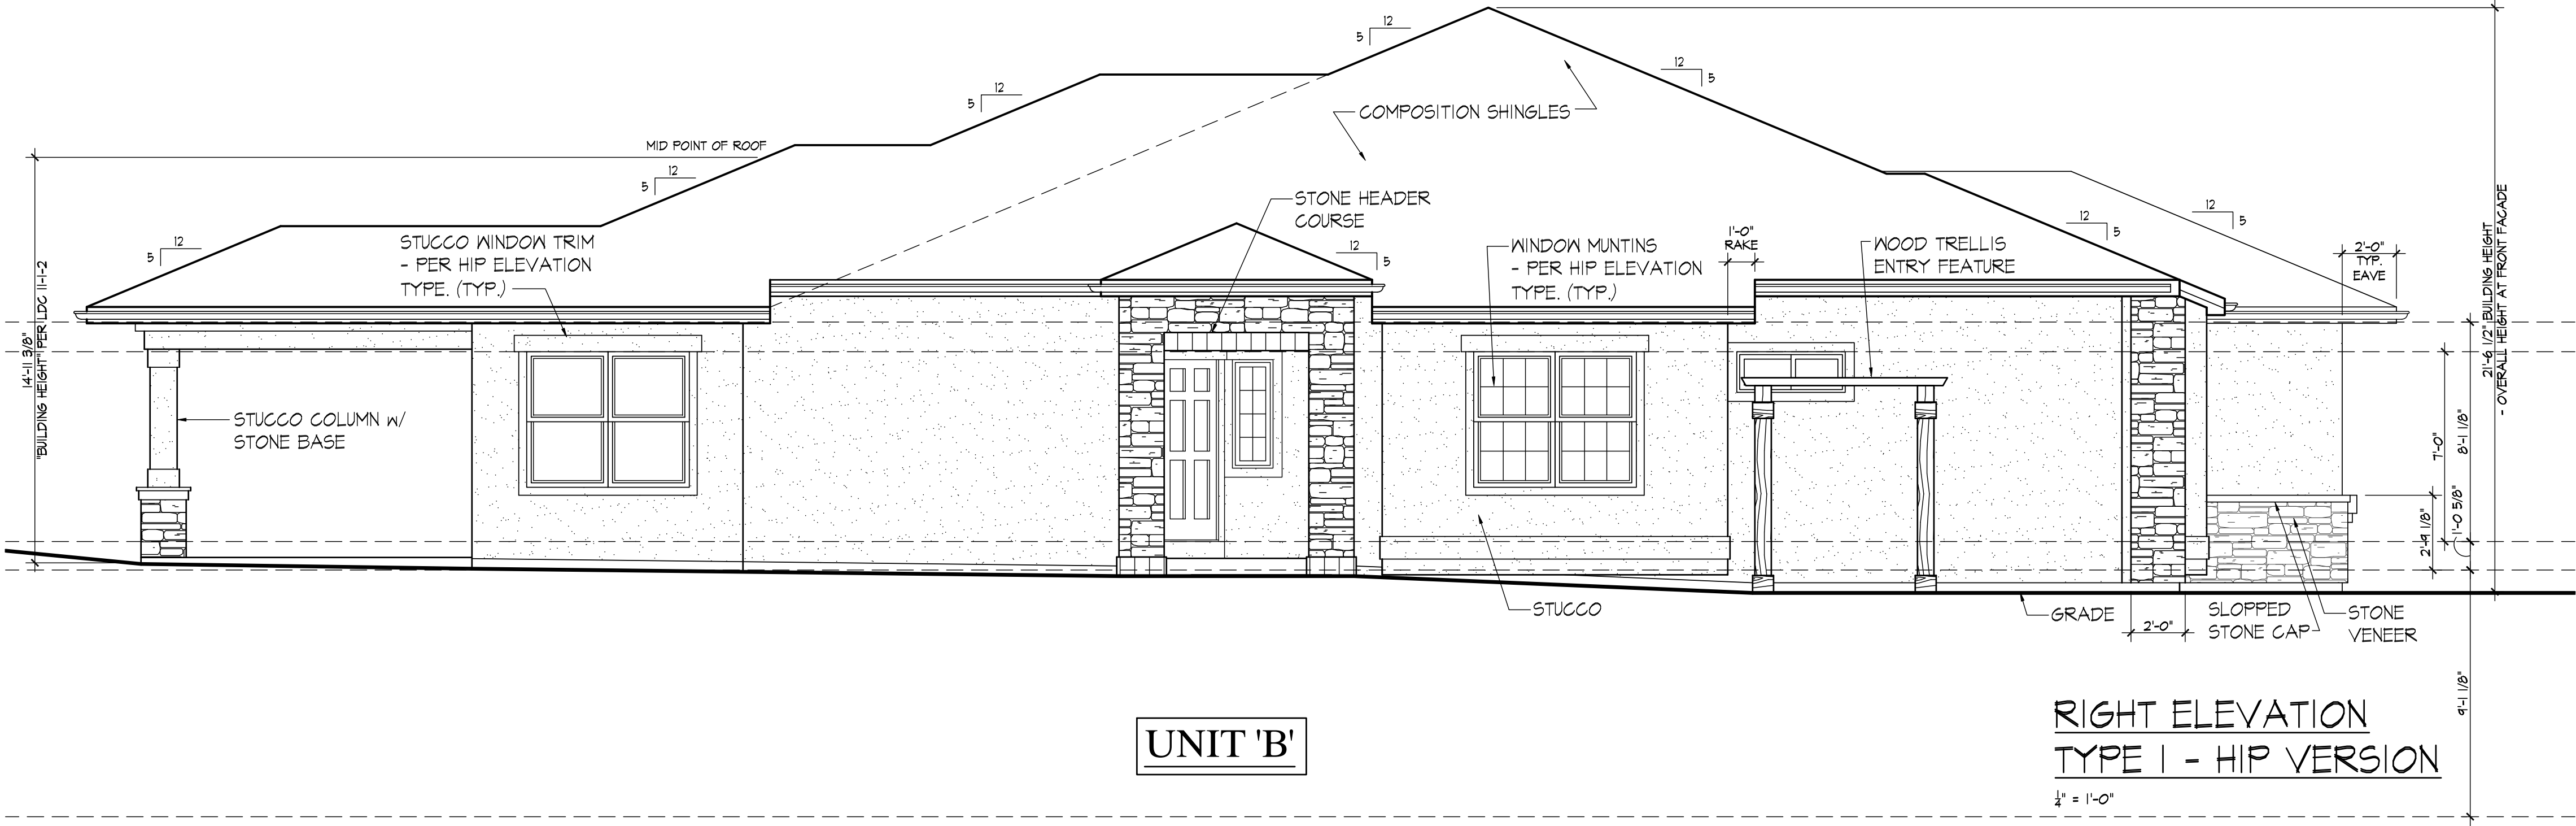 12
5
12
5
12
5
COMPOSITION SHINGLES
MID POINT OF ROOF
12
5
STONE HEADER
COURSE
12
5
12
5
12
5
12
5
STUCCO WINDOW TRIM
- PER HIP ELEVATION
TYPE. (TYP.)
WINDOW MUNTINS
- PER HIP ELEVATION
TYPE. (TYP.)
1'-0"
RAKE
WOOD TRELLIS
ENTRY FEATURE
2'-0"
TYP.
EAVE
14'-11 3/8"
"BUILDING HEIGHT" PER LDC 11-1-2
21'-6 1/2" BUILDING HEIGHT
- OVERALL HEIGHT AT FRONT FACADE
STUCCO COLUMN W/
STONE BASE
7'-0"
8'-1 1/8"
2'-9 1/8"
1'-0 5/8"
STUCCO
GRADE
2'-0"
SLOPPED
STONE CAP
STONE
VENEER
9'-1 1/8"
UNIT 'B'
RIGHT ELEVATION
TYPE 1 - HIP VERSION
1/4" = 1'-0"